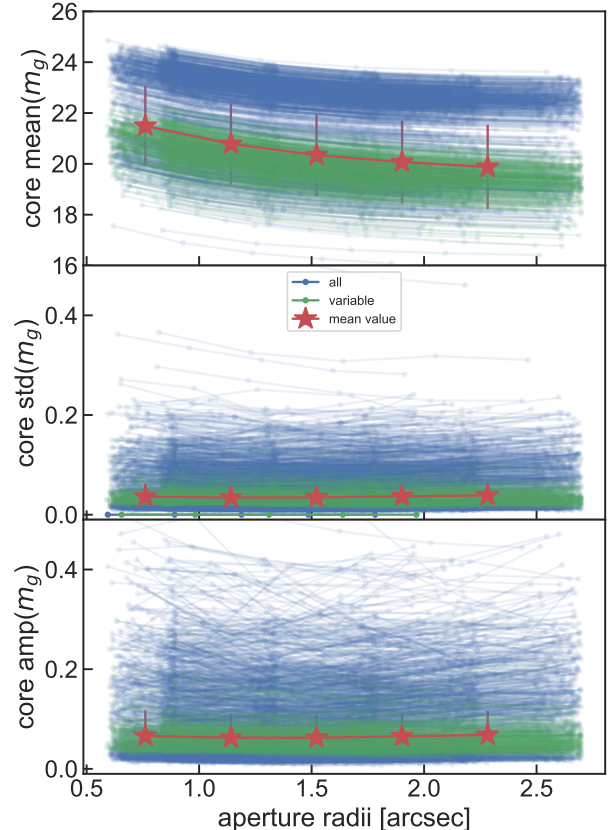 26
24
22
20
18
16
core mean(m_g)
all
variable
mean value
0.4
0.2
0.0
core std(m_g)
0.4
0.2
0.0
core amp(m_g)
0.5 1.0 1.5 2.0 2.5
aperture radii [arcsec]